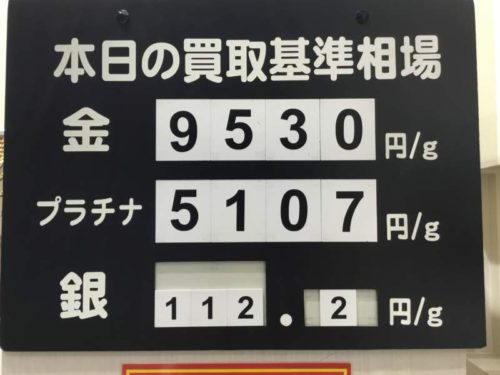 本日の買取基準相場
金 9530 円/g
プラチナ 5107 円/g
銀 112.2 円/g